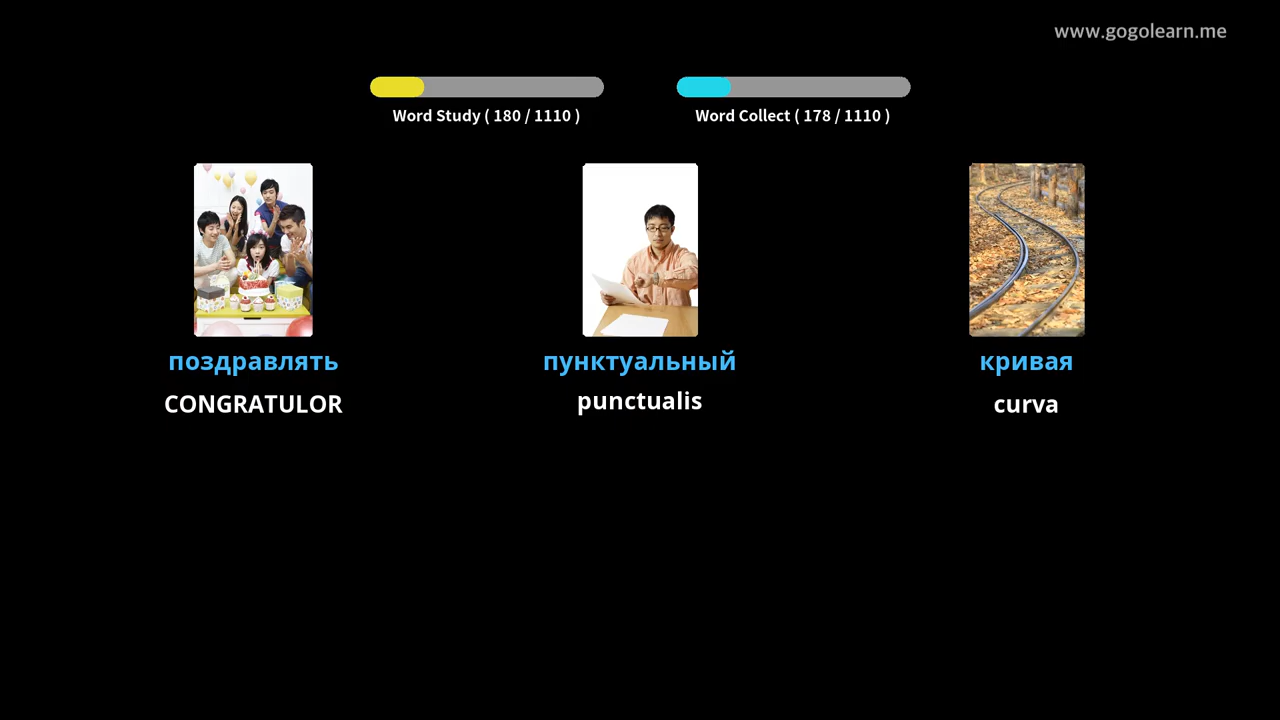 www.gogolearn.me
Word Study ( 180 / 1110 )
Word Collect ( 178 / 1110 )
поздравлять
пунктуальный
кривая
CONGRATULOR
punctualis
curva